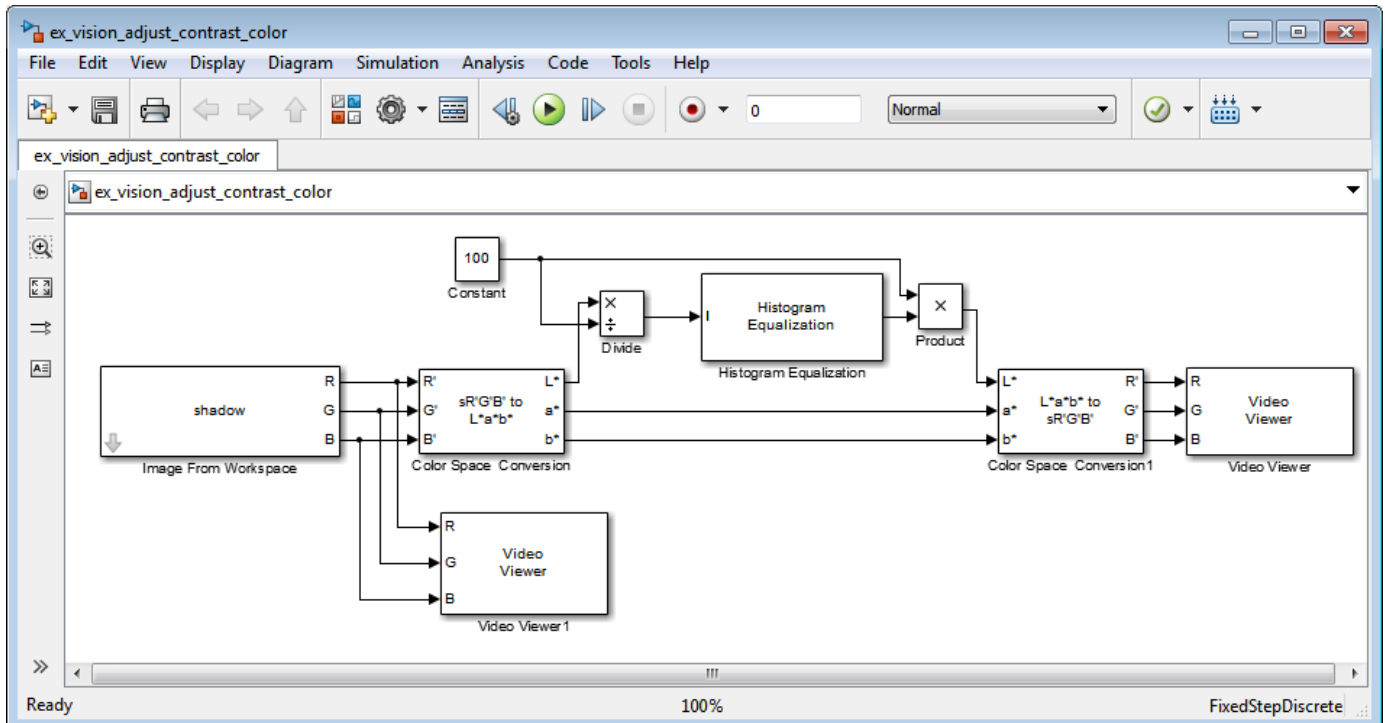 ex_vision_adjust_contrast_color
File Edit View Display Diagram Simulation Analysis Code Tools Help
0 Normal
ex_vision_adjust_contrast_color
ex_vision_adjust_contrast_color
100
Constant
×
÷
Divide
I
Histogram
Equalization
Histogram Equalization
×
Product
shadow
R
G
B
Image From Workspace
R'
G'
B'
sR'G'B' to
L*a*b*
L*
a*
b*
Color Space Conversion
L*
a*
b*
L*a*b* to
sR'G'B'
R'
G'
B'
Color Space Conversion1
R
G
B
Video
Viewer
Video Viewer
R
G
B
Video
Viewer
Video Viewer1
Ready 100% FixedStepDiscrete